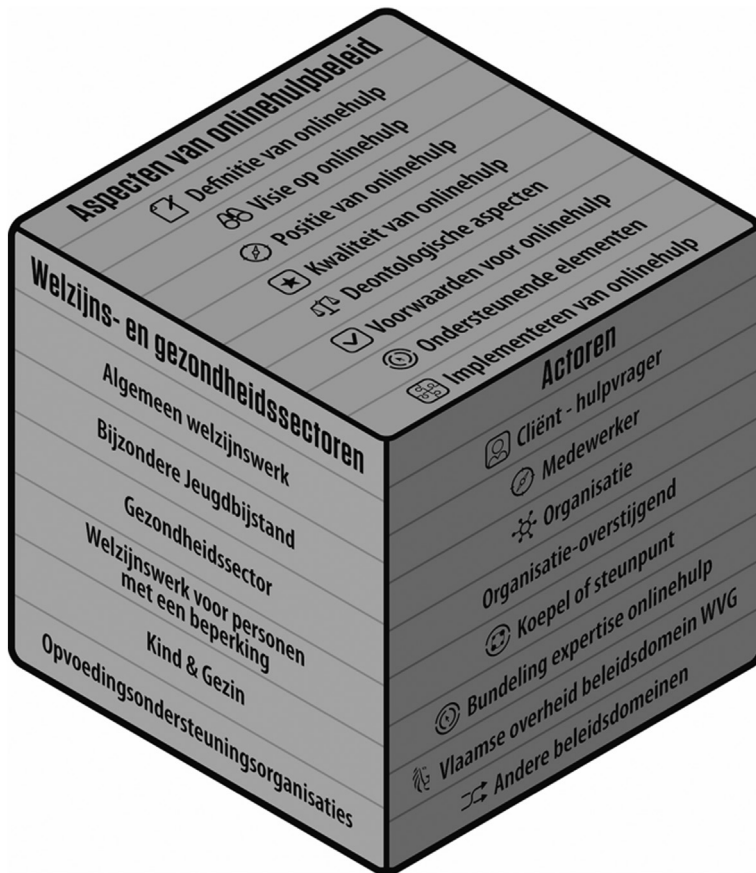 Aspecten van onlinehulpbeleid
Definitie van onlinehulp
Visie op onlinehulp
Positie van onlinehulp
Kwaliteit van onlinehulp
Deontologische aspecten
Voorwaarden voor onlinehulp
Ondersteunende elementen
Implementeren van onlinehulp
Welzijns- en gezondheidssectoren
Algemeen welzijnswerk
Bijzondere Jeugdbijstand
Gezondheidssector
Welzijnswerk voor personen
met een beperking
Kind & Gezin
Opvoedingsondersteuningsorganisaties
Actoren
Cliënt - hulpvrager
Medewerker
Organisatie
Organisatie-overstijgend
Koepel of steunpunt
Bundeling expertise onlinehulp
Vlaamse overheid beleidsdomein WVG
Andere beleidsdomeinen